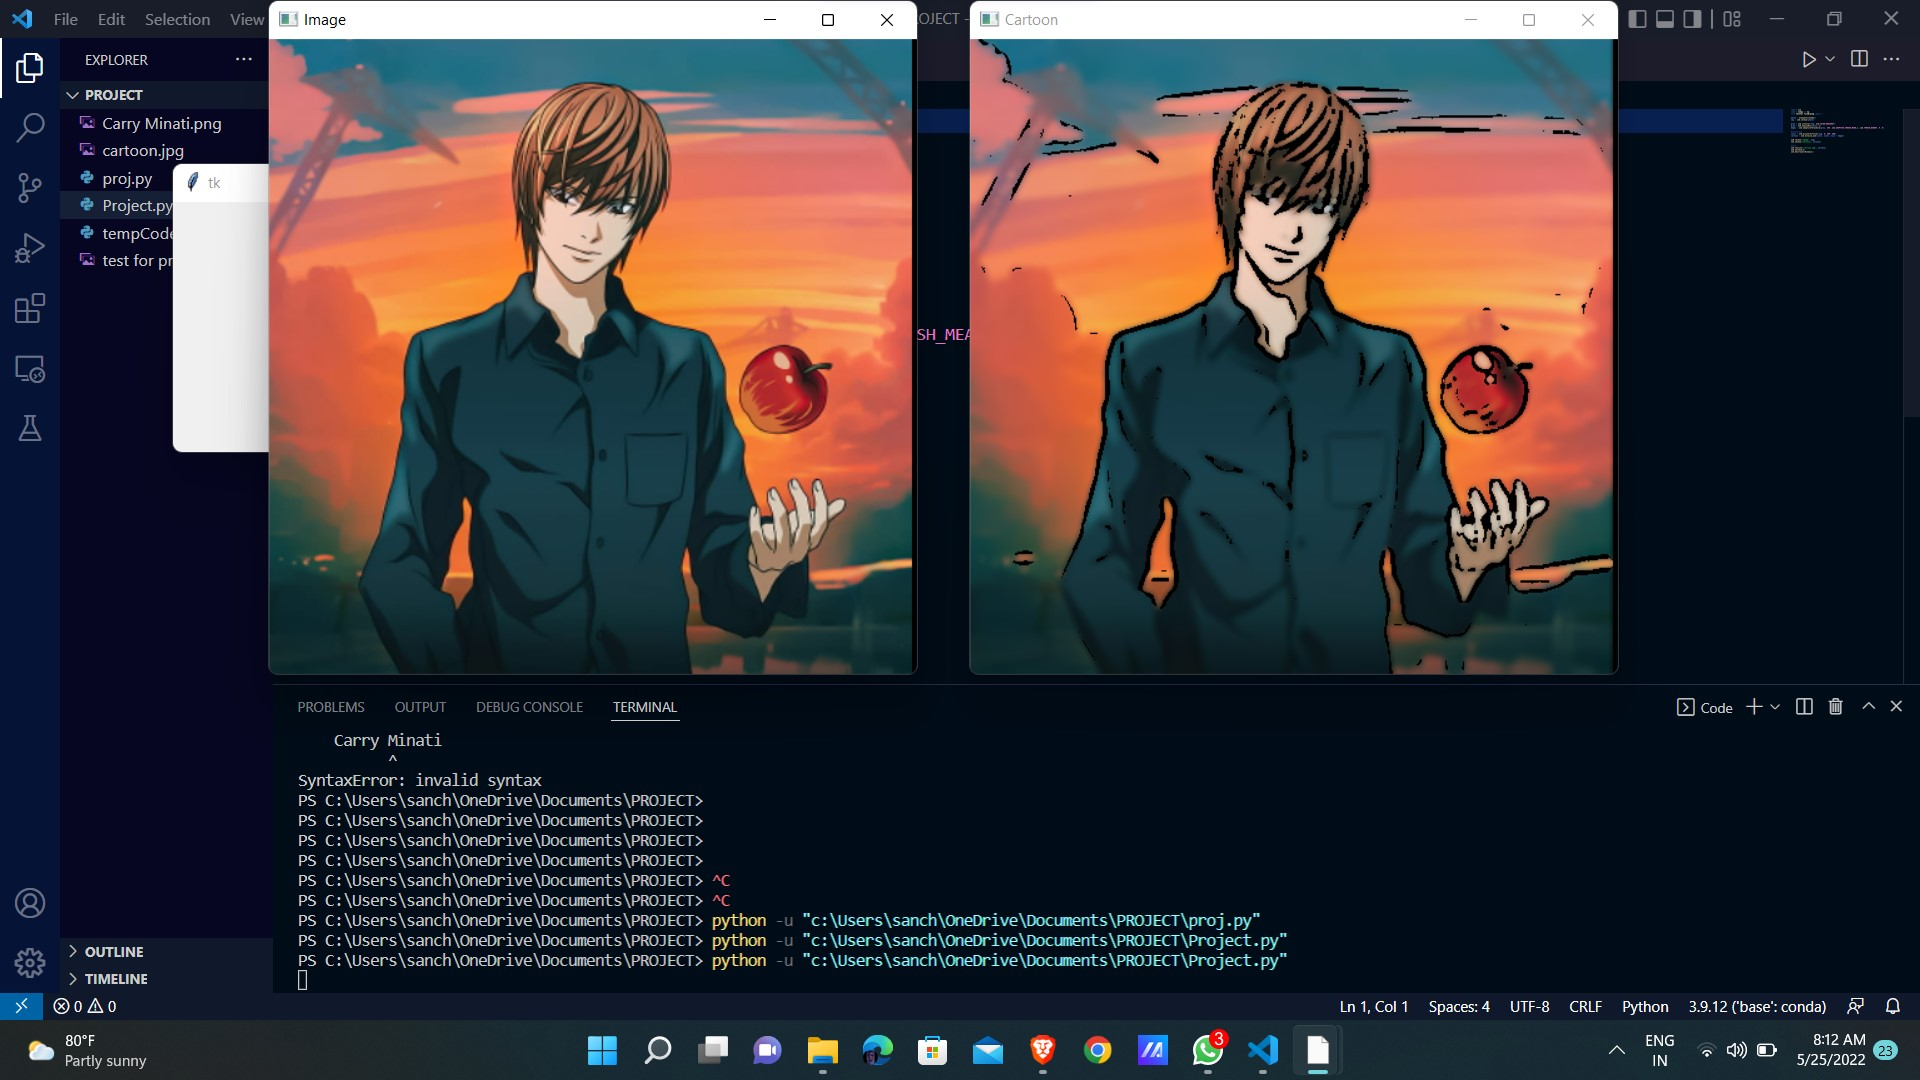 File Edit Selection View
Image
OJECT -
Cartoon
EXPLORER
PROJECT
Carry Minati.png
cartoon.jpg
proj.py
tk
Project.py
tempCode
test for pr
SH_MEA
PROBLEMS OUTPUT DEBUG CONSOLE TERMINAL
Code
Carry Minati
^
SyntaxError: invalid syntax
PS C:\Users\sanch\OneDrive\Documents\PROJECT>
PS C:\Users\sanch\OneDrive\Documents\PROJECT>
PS C:\Users\sanch\OneDrive\Documents\PROJECT>
PS C:\Users\sanch\OneDrive\Documents\PROJECT>
PS C:\Users\sanch\OneDrive\Documents\PROJECT> ^C
PS C:\Users\sanch\OneDrive\Documents\PROJECT> ^C
PS C:\Users\sanch\OneDrive\Documents\PROJECT> python -u "c:\Users\sanch\OneDrive\Documents\PROJECT\proj.py"
PS C:\Users\sanch\OneDrive\Documents\PROJECT> python -u "c:\Users\sanch\OneDrive\Documents\PROJECT\Project.py"
PS C:\Users\sanch\OneDrive\Documents\PROJECT> python -u "c:\Users\sanch\OneDrive\Documents\PROJECT\Project.py"
OUTLINE
TIMELINE
0 0
Ln 1, Col 1 Spaces: 4 UTF-8 CRLF Python 3.9.12 ('base': conda)
80°F
Partly sunny
3
ENG
IN
8:12 AM
5/25/2022
23